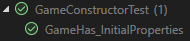 GameConstructorTest (1)
GameHas_InitialProperties